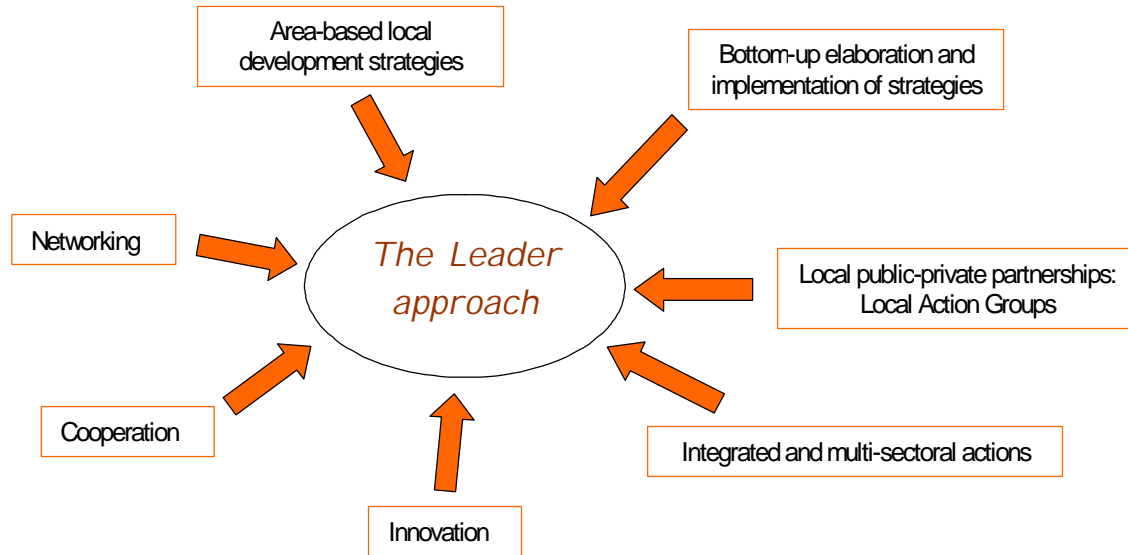 Area-based local
development strategies
Bottom-up elaboration and
implementation of strategies
Networking
The Leader
approach
Local public-private partnerships:
Local Action Groups
Cooperation
Integrated and multi-sectoral actions
Innovation